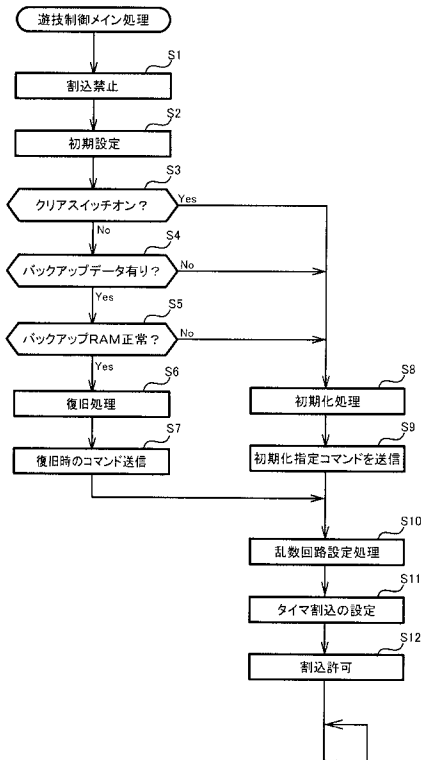 遊技制御メイン処理
S1
割込禁止
S2
初期設定
S3
クリアスイッチオン？
Yes
No
S4
バックアップデータ有り？
No
Yes
S5
バックアップRAM正常？
No
Yes
S6
復旧処理
S7
復旧時のコマンド送信
S8
初期化処理
S9
初期化指定コマンドを送信
S10
乱数回路設定処理
S11
タイマ割込の設定
S12
割込許可